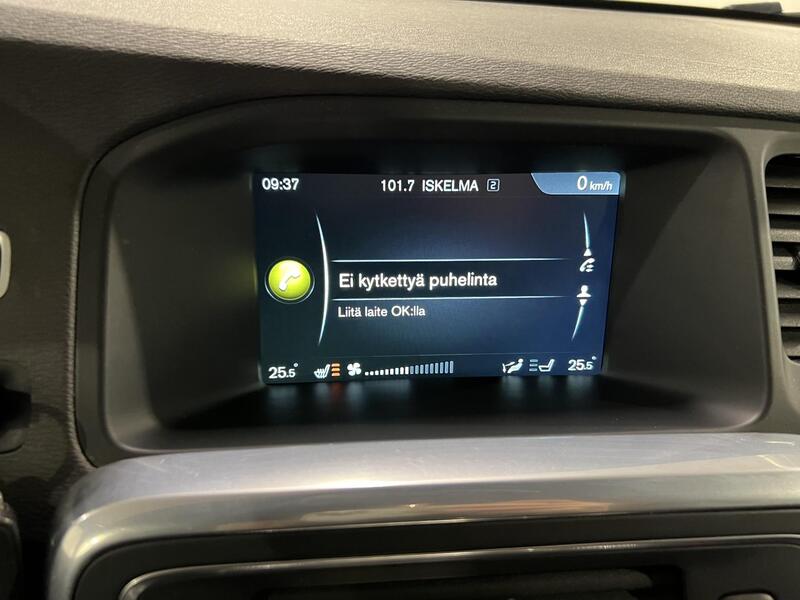 09:37 101.7 ISKELMA 2 0 km/h
Ei kytkettyä puhelinta
Liitä laite OK:lla
25.5° 25.5°